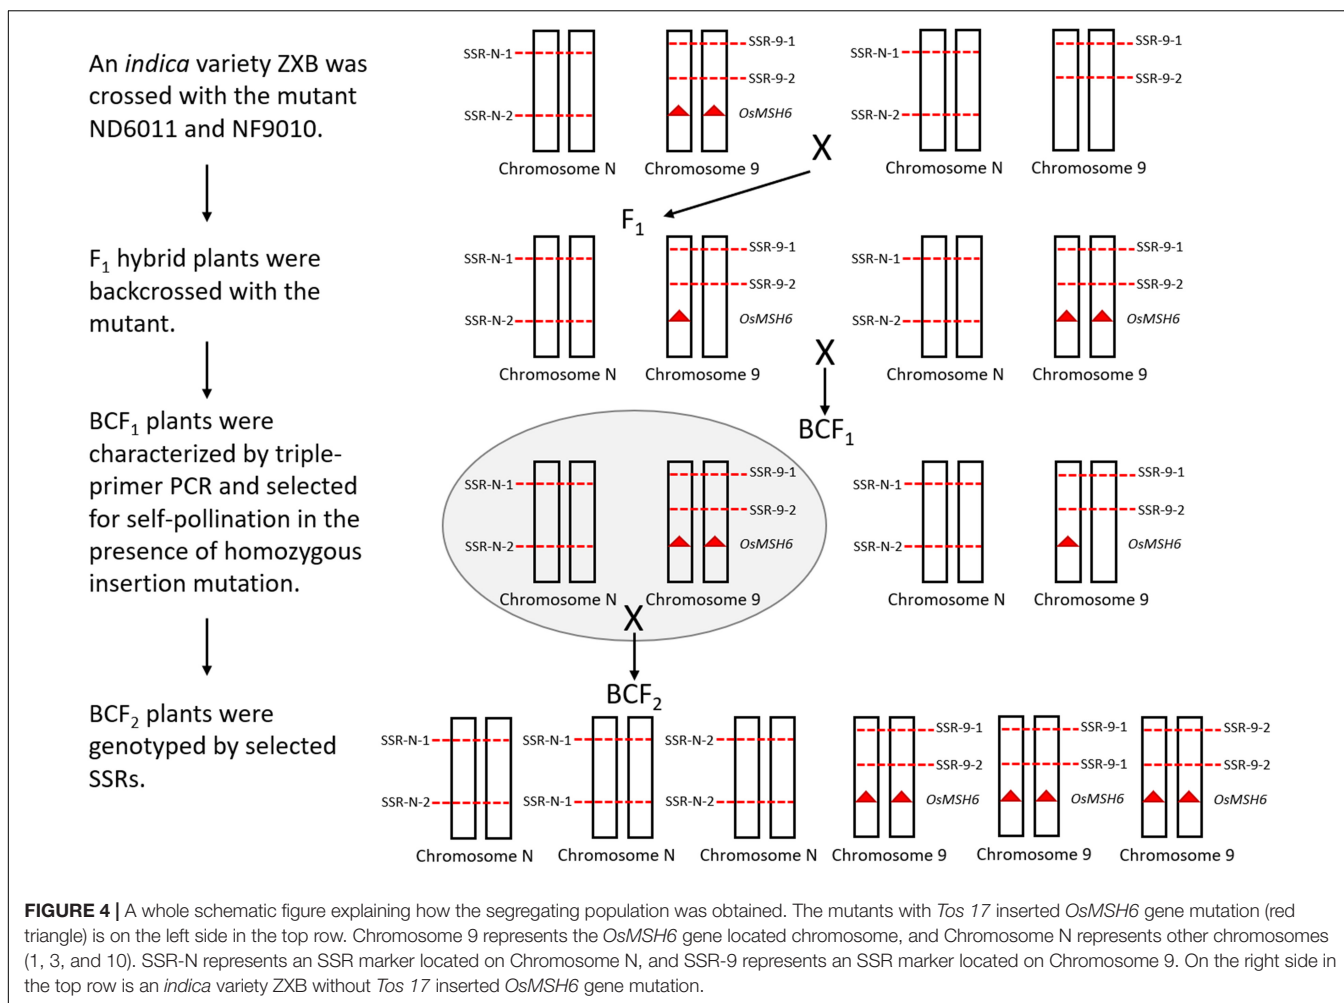 An indica variety ZXB was
crossed with the mutant
ND6011 and NF9010.
SSR-N-1
SSR-N-2
Chromosome N
SSR-9-1
SSR-9-2
OsMSH6
Chromosome 9
X
SSR-N-1
SSR-N-2
Chromosome N
SSR-9-1
SSR-9-2
Chromosome 9
F1
F1 hybrid plants were
backcrossed with the
mutant.
SSR-N-1
SSR-N-2
Chromosome N
SSR-9-1
SSR-9-2
OsMSH6
Chromosome 9
X
SSR-N-1
SSR-N-2
Chromosome N
SSR-9-1
SSR-9-2
OsMSH6
Chromosome 9
BCF1
BCF1 plants were
characterized by triple-
primer PCR and selected
for self-pollination in the
presence of homozygous
insertion mutation.
SSR-N-1
SSR-N-2
Chromosome N
SSR-9-1
SSR-9-2
OsMSH6
Chromosome 9
X
SSR-N-1
SSR-N-2
Chromosome N
SSR-9-1
SSR-9-2
OsMSH6
Chromosome 9
BCF2
BCF2 plants were
genotyped by selected
SSRs.
SSR-N-1
SSR-N-2
Chromosome N
SSR-N-1
SSR-N-1
Chromosome N
SSR-N-2
SSR-N-2
Chromosome N
SSR-9-1
SSR-9-2
OsMSH6
Chromosome 9
SSR-9-1
SSR-9-1
OsMSH6
Chromosome 9
SSR-9-2
SSR-9-2
OsMSH6
Chromosome 9
FIGURE 4 | A whole schematic figure explaining how the segregating population was obtained. The mutants with Tos 17 inserted OsMSH6 gene mutation (red
triangle) is on the left side in the top row. Chromosome 9 represents the OsMSH6 gene located chromosome, and Chromosome N represents other chromosomes
(1, 3, and 10). SSR-N represents an SSR marker located on Chromosome N, and SSR-9 represents an SSR marker located on Chromosome 9. On the right side in
the top row is an indica variety ZXB without Tos 17 inserted OsMSH6 gene mutation.